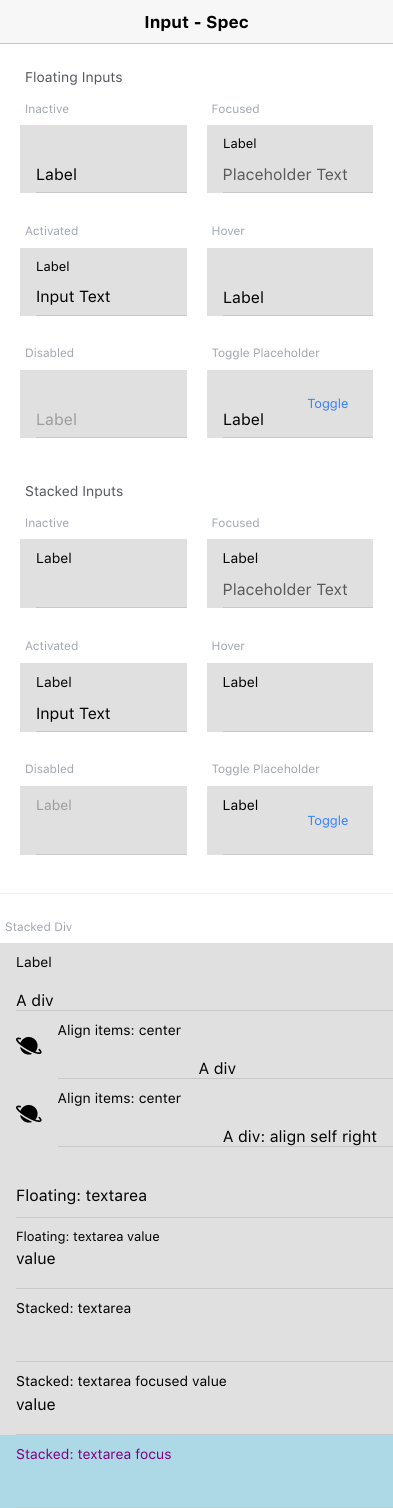 Input - Spec
Floating Inputs
Inactive
Focused
Label
Label
Placeholder Text
Activated
Hover
Label
Input Text
Label
Disabled
Toggle Placeholder
Label
Label
Toggle
Stacked Inputs
Inactive
Focused
Label
Label
Placeholder Text
Activated
Hover
Label
Input Text
Label
Disabled
Toggle Placeholder
Label
Label
Toggle
Stacked Div
Label
A div
Align items: center
A div
Align items: center
A div: align self right
Floating: textarea
Floating: textarea value
value
Stacked: textarea
Stacked: textarea focused value
value
Stacked: textarea focus